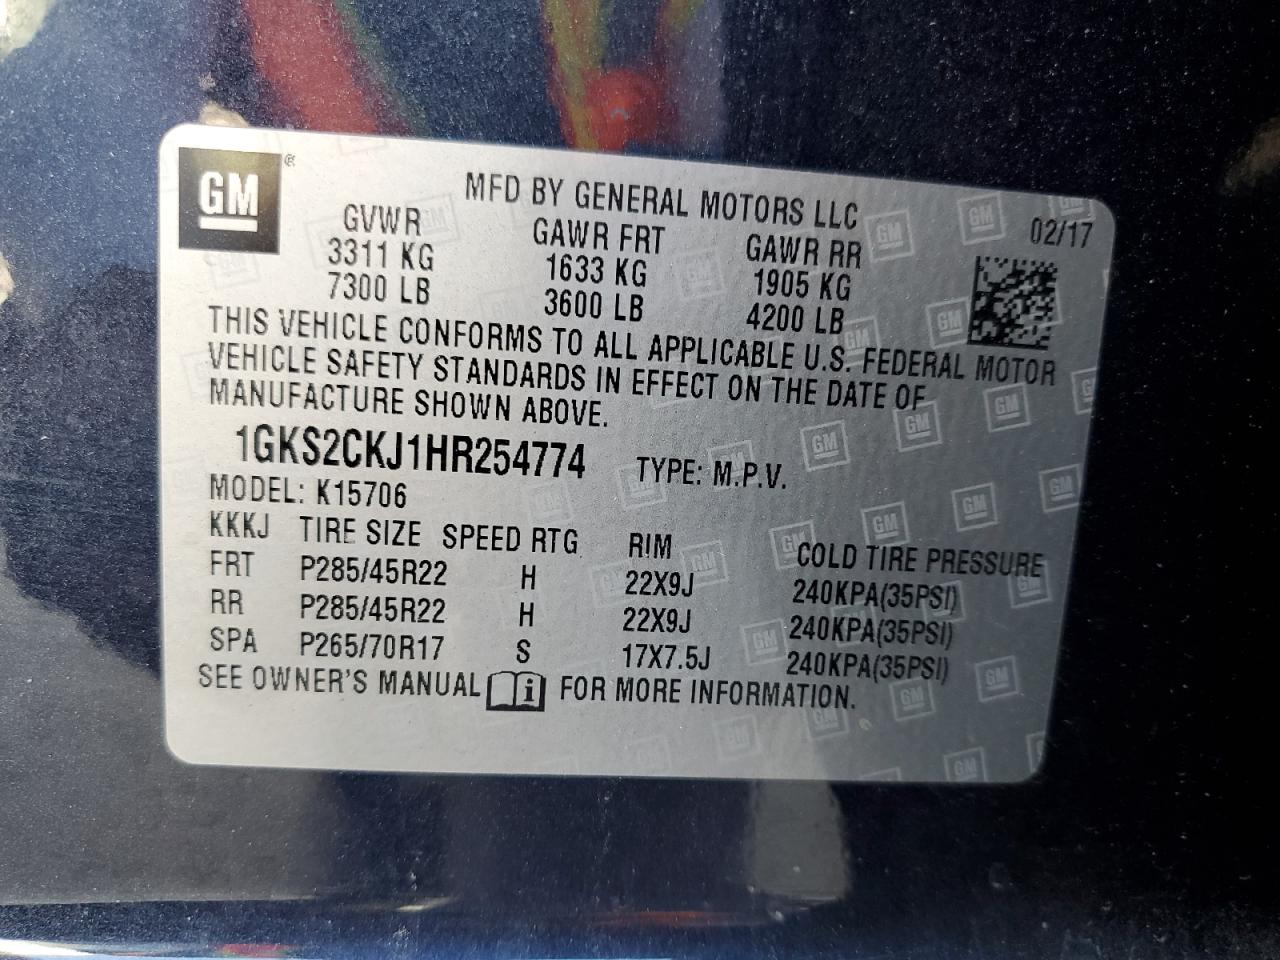 GM®
MFD BY GENERAL MOTORS LLC
02/17
GVWR GAWR FRT GAWR RR
3311 KG 1633 KG 1905 KG
7300 LB 3600 LB 4200 LB
THIS VEHICLE CONFORMS TO ALL APPLICABLE U.S. FEDERAL MOTOR
VEHICLE SAFETY STANDARDS IN EFFECT ON THE DATE OF
MANUFACTURE SHOWN ABOVE.
1GKS2CKJ1HR254774 TYPE: M.P.V.
MODEL: K15706
KKKJ TIRE SIZE SPEED RTG RIM COLD TIRE PRESSURE
FRT P285/45R22 H 22X9J 240KPA(35PSI)
RR P285/45R22 H 22X9J 240KPA(35PSI)
SPA P265/70R17 S 17X7.5J 240KPA(35PSI)
SEE OWNER'S MANUAL i FOR MORE INFORMATION.